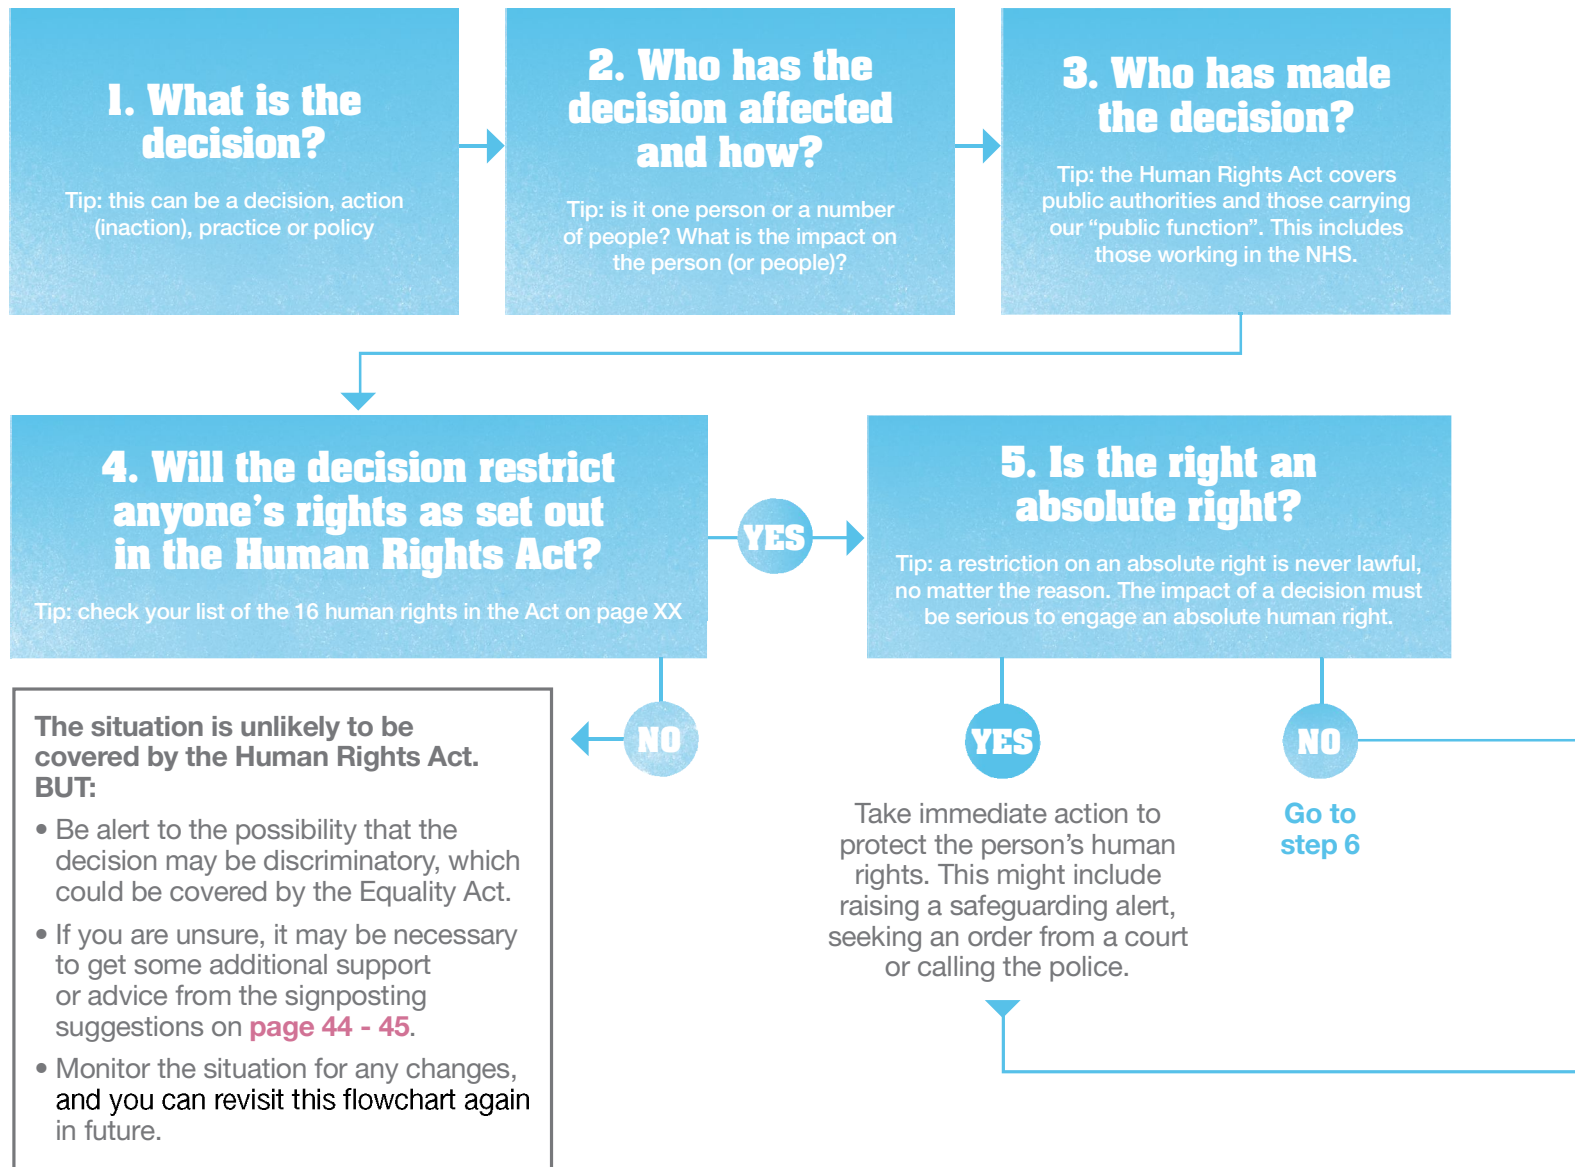 1. What is the
decision?
Tip: this can be a decision, action
(inaction), practice or policy
2. Who has the
decision affected
and how?
Tip: is it one person or a number
of people? What is the impact on
the person (or people)?
3. Who has made
the decision?
Tip: the Human Rights Act covers
public authorities and those carrying
our “public function”. This includes
those working in the NHS.
4. Will the decision restrict
anyone’s rights as set out
in the Human Rights Act?
Tip: check your list of the 16 human rights in the Act on page XX
YES
5. Is the right an
absolute right?
Tip: a restriction on an absolute right is never lawful,
no matter the reason. The impact of a decision must
be serious to engage an absolute human right.
NO
The situation is unlikely to be
covered by the Human Rights Act.
BUT:
• Be alert to the possibility that the
decision may be discriminatory, which
could be covered by the Equality Act.
• If you are unsure, it may be necessary
to get some additional support
or advice from the signposting
suggestions on page 44 - 45.
• Monitor the situation for any changes,
and you can revisit this flowchart again
in future.
YES
Take immediate action to
protect the person’s human
rights. This might include
raising a safeguarding alert,
seeking an order from a court
or calling the police.
NO
Go to
step 6